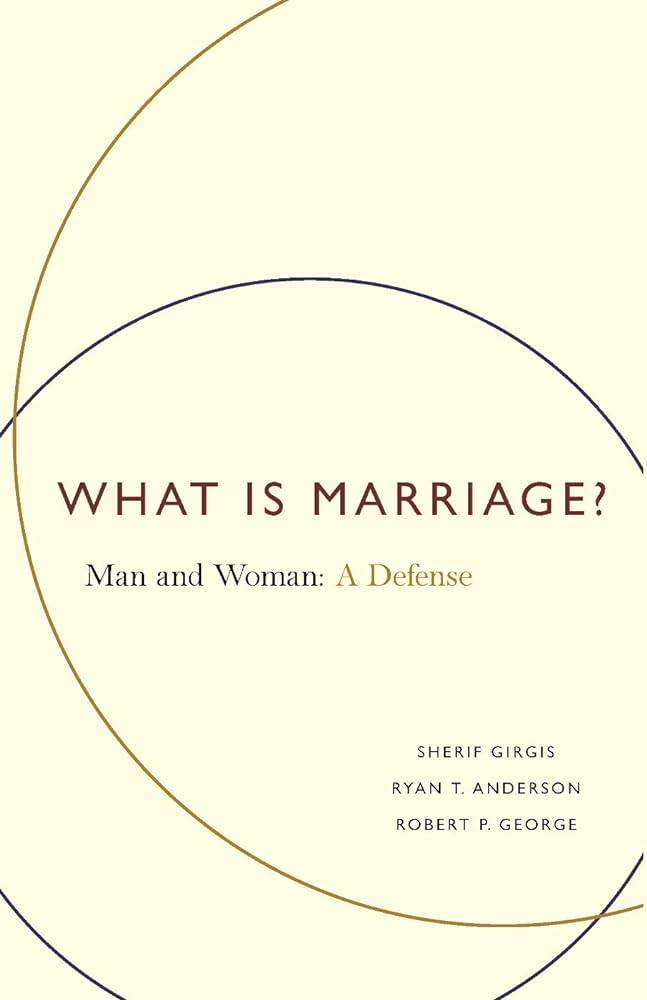 WHAT IS MARRIAGE?
Man and Woman: A Defense
SHERIF GIRGIS
RYAN T. ANDERSON
ROBERT P. GEORGE